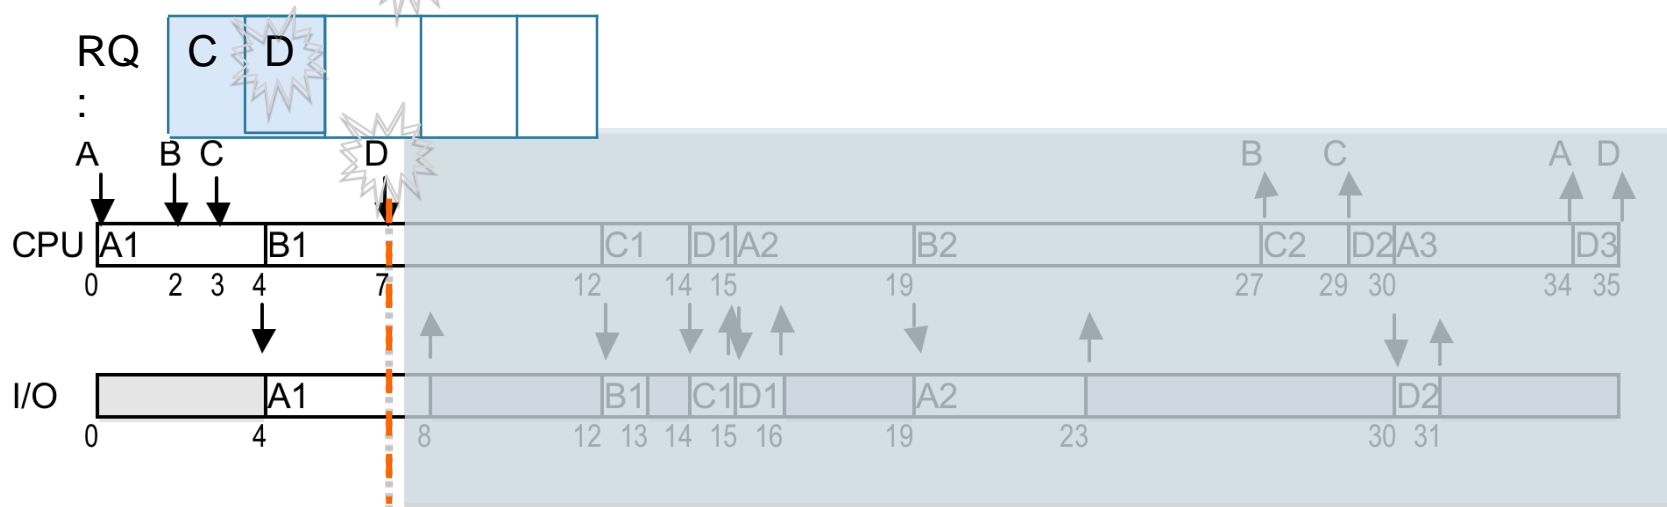 RQ C D
:
A B C D B C A D
CPU A1 B1 C1 D1 A2 B2 C2 D2 A3 D3
0 2 3 4 7 12 14 15 19 27 29 30 34 35
I/O A1 B1 C1 D1 A2 D2
0 4 8 12 13 14 15 16 19 23 30 31